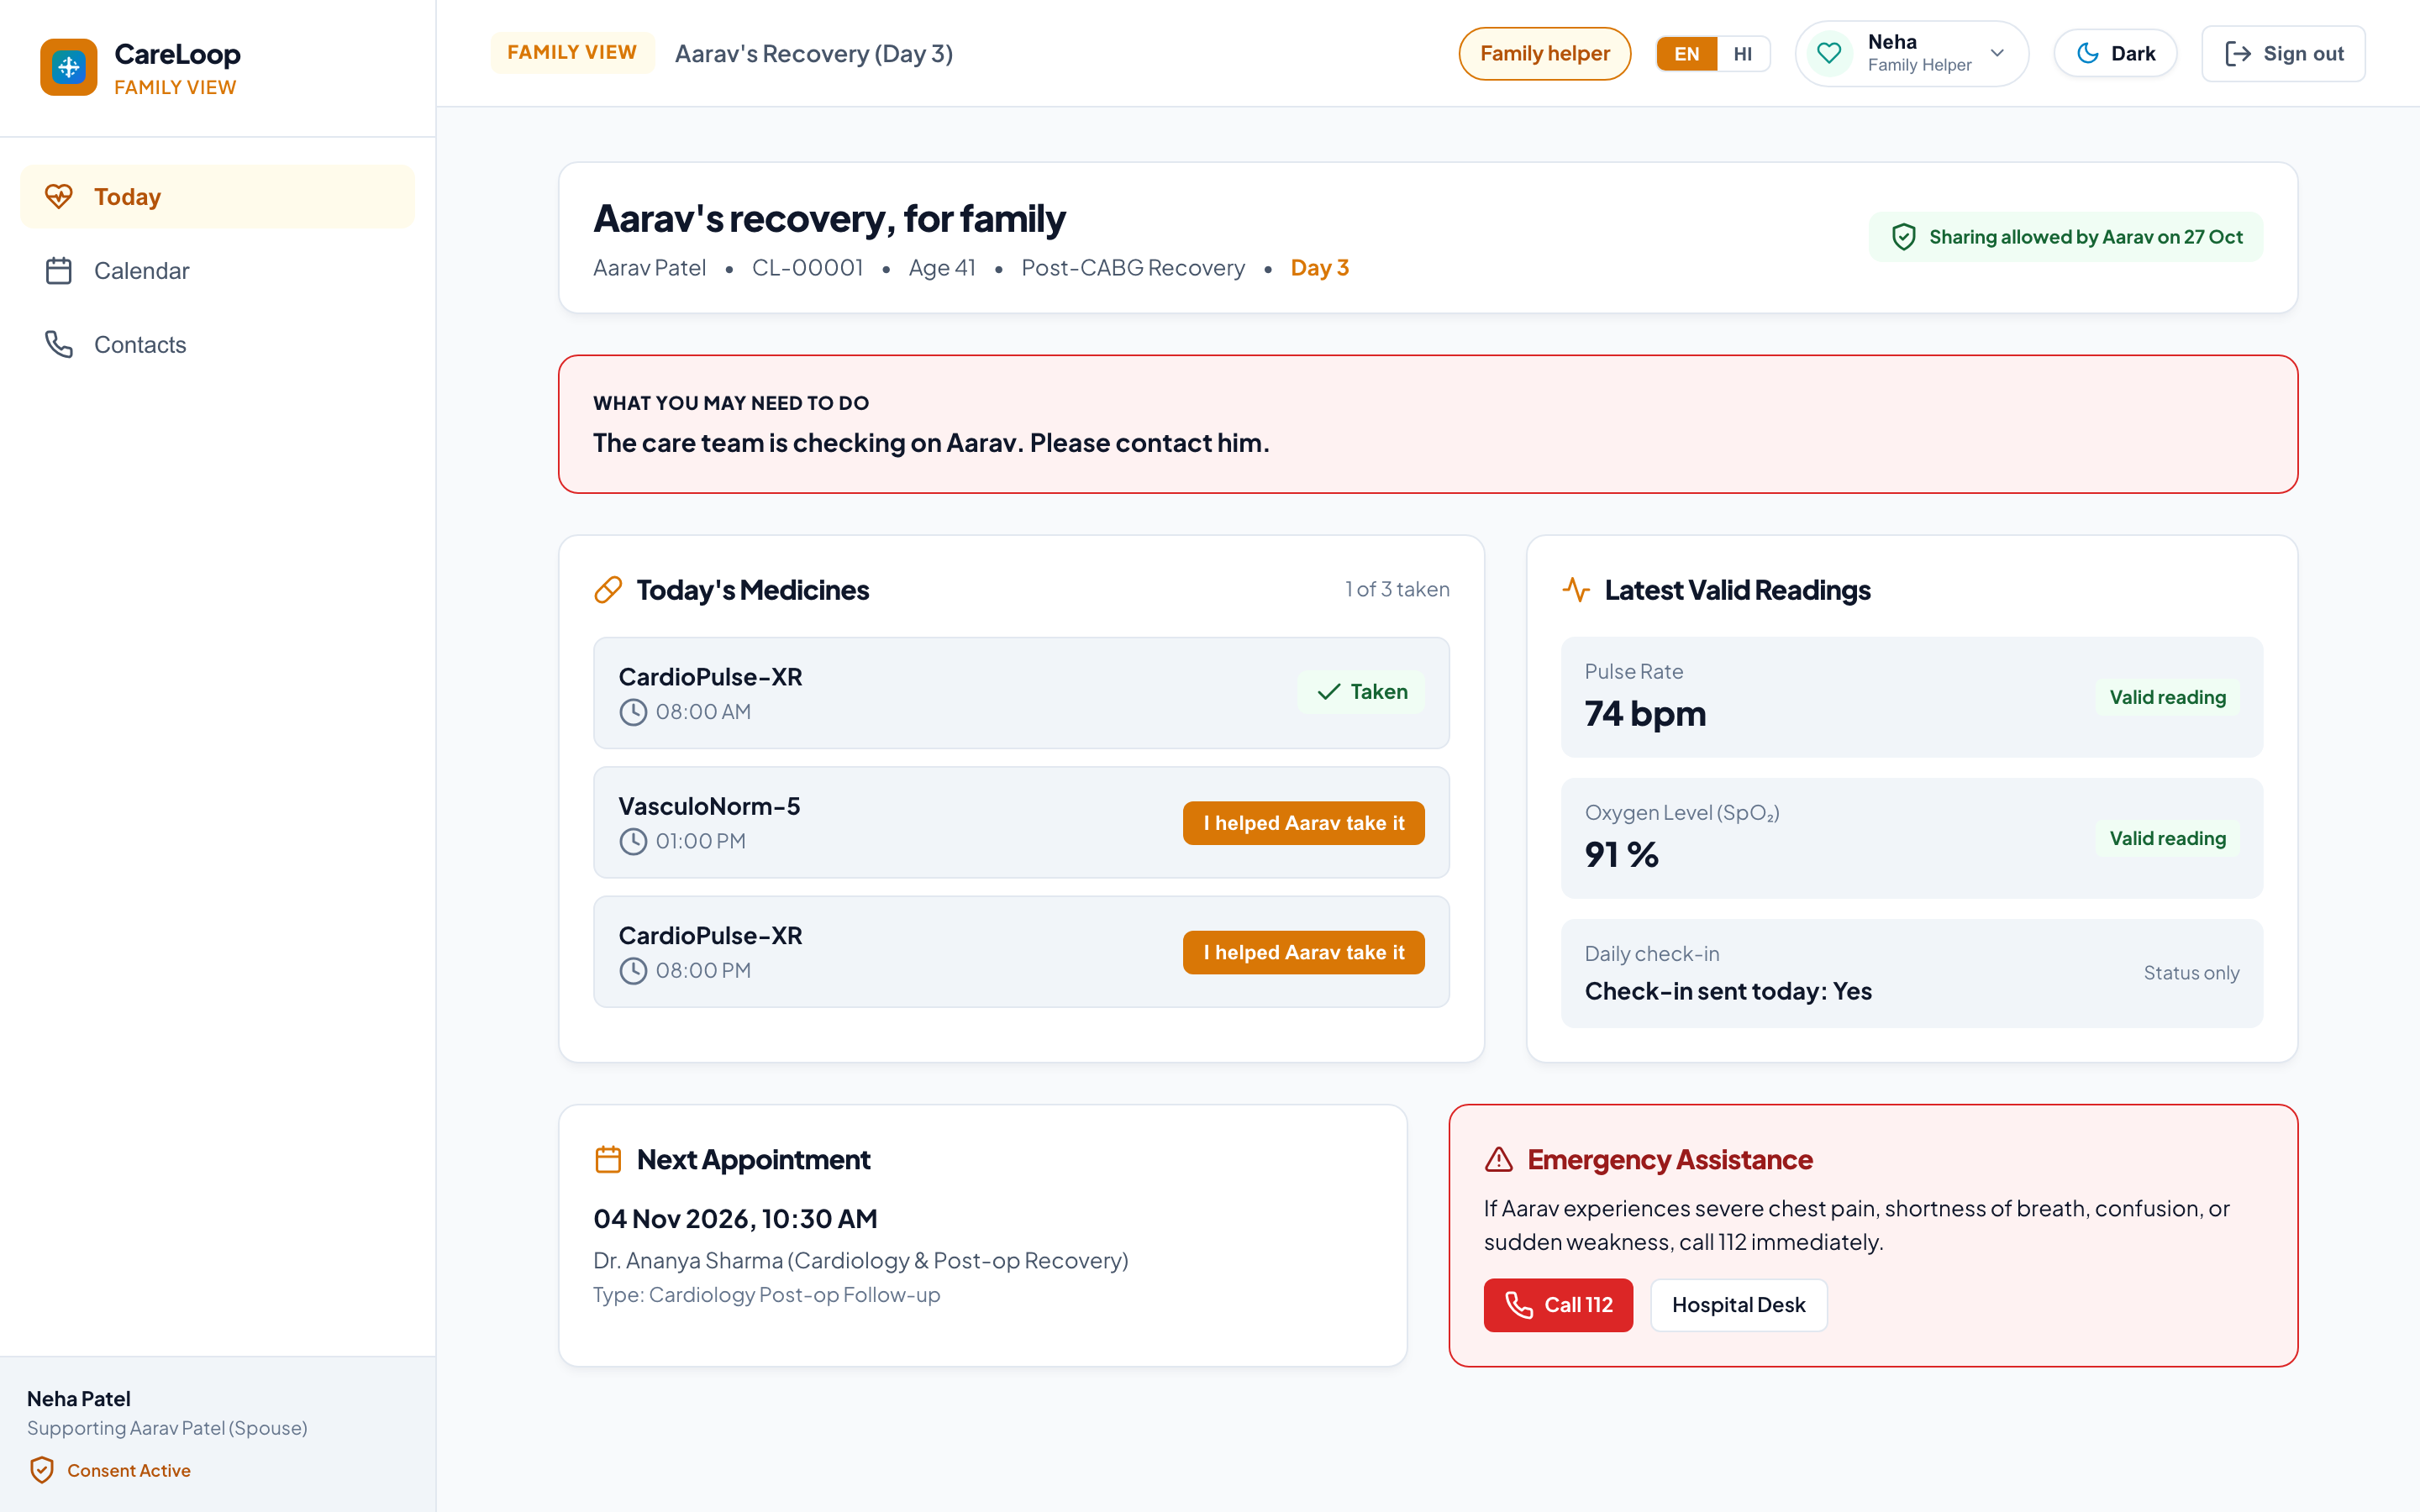 CareLoop
FAMILY VIEW
Today
Calendar
Contacts
Neha Patel
Supporting Aarav Patel (Spouse)
Consent Active
FAMILY VIEW
Aarav's Recovery (Day 3)
Family helper
EN
HI
Neha
Family Helper
Dark
Sign out
Aarav's recovery, for family
Aarav Patel • CL-00001 • Age 41 • Post-CABG Recovery • Day 3
Sharing allowed by Aarav on 27 Oct
WHAT YOU MAY NEED TO DO
The care team is checking on Aarav. Please contact him.
Today's Medicines
1 of 3 taken
CardioPulse-XR
08:00 AM
Taken
VasculoNorm-5
01:00 PM
I helped Aarav take it
CardioPulse-XR
08:00 PM
I helped Aarav take it
Latest Valid Readings
Pulse Rate
74 bpm
Valid reading
Oxygen Level (SpO₂)
91 %
Valid reading
Daily check-in
Check-in sent today: Yes
Status only
Next Appointment
04 Nov 2026, 10:30 AM
Dr. Ananya Sharma (Cardiology & Post-op Recovery)
Type: Cardiology Post-op Follow-up
Emergency Assistance
If Aarav experiences severe chest pain, shortness of breath, confusion, or
sudden weakness, call 112 immediately.
Call 112
Hospital Desk